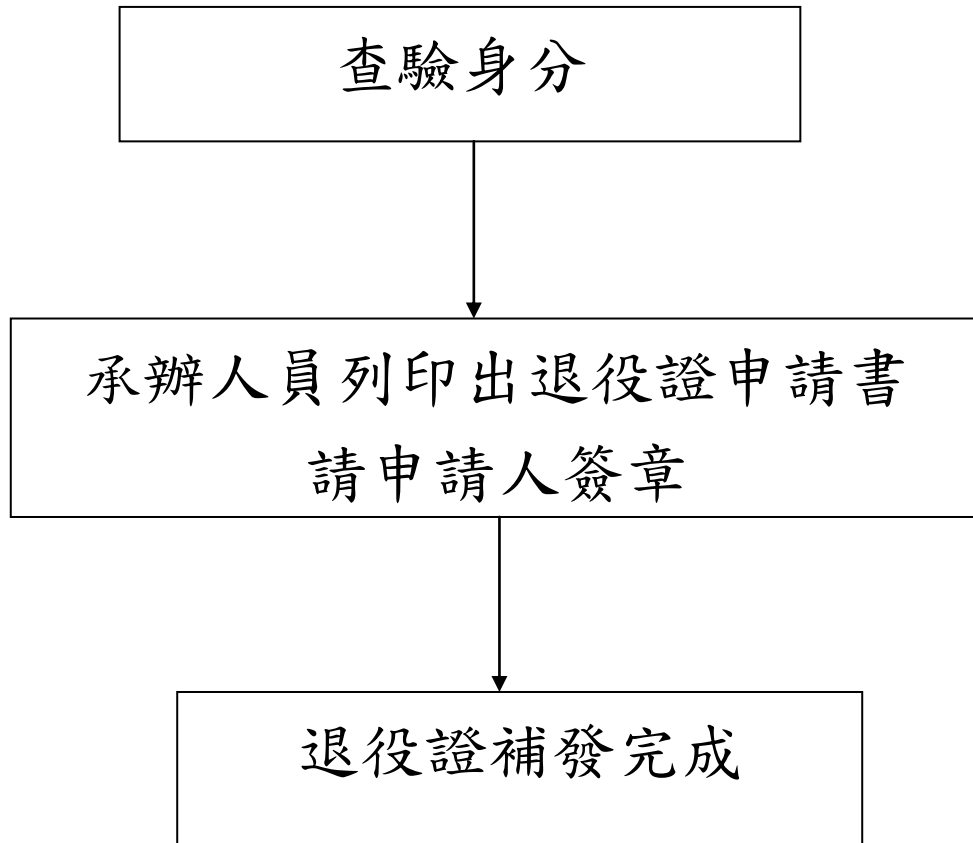 查驗身分
承辦人員列印出退役證申請書
請申請人簽章
退役證補發完成